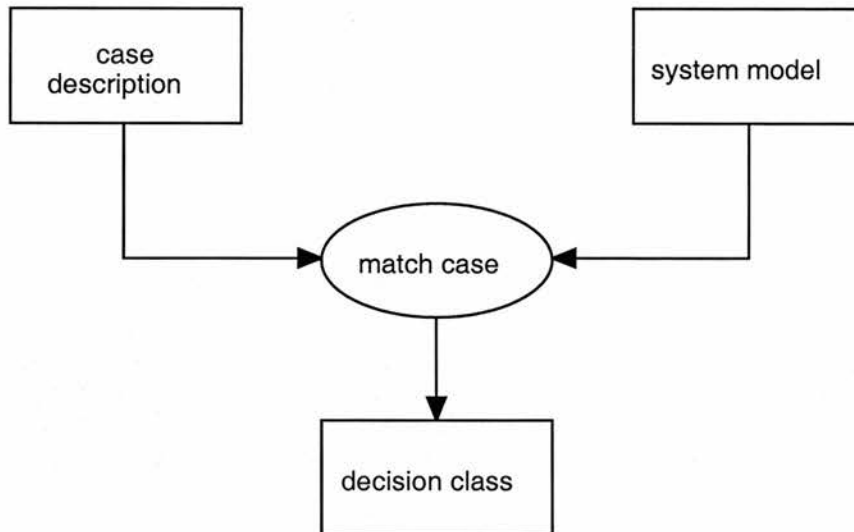 case
description
system model
match case
decision class